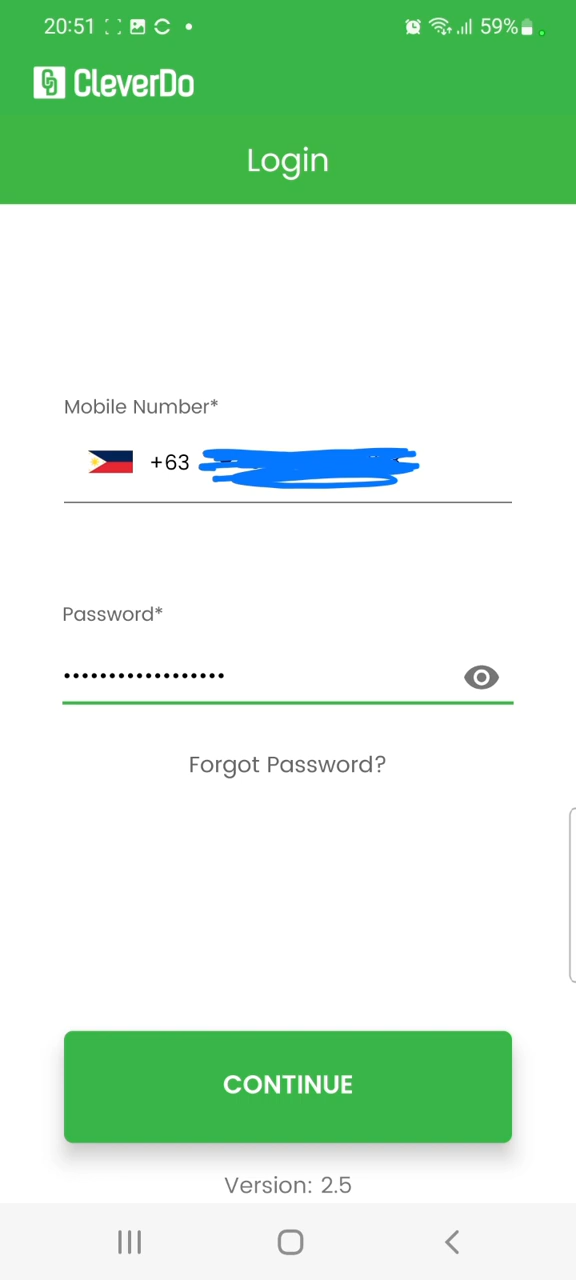 20:51 59%
CleverDo
Login
Mobile Number*
+63
Password*
••••••••••••••••••
Forgot Password?
CONTINUE
Version: 2.5